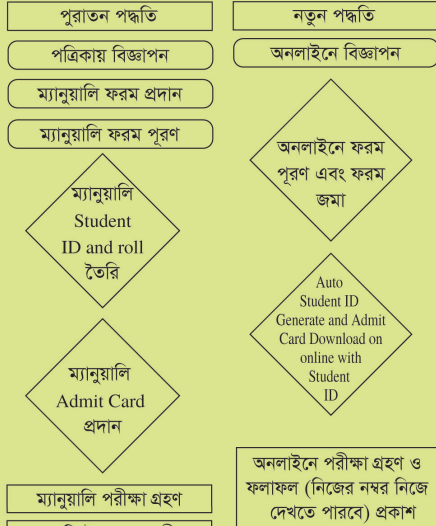 পুরাতন পদ্ধতি
পত্রিকায় বিজ্ঞাপন
ম্যানুয়ালি ফরম প্রদান
ম্যানুয়ালি ফরম পূরণ
ম্যানুয়ালি
Student
ID and roll
তৈরি
ম্যানুয়ালি
Admit Card
প্রদান
ম্যানুয়ালি পরীক্ষা গ্রহণ
নতুন পদ্ধতি
অনলাইনে বিজ্ঞাপন
অনলাইনে ফরম
পূরণ এবং ফরম
জমা
Auto
Student ID
Generate and Admit
Card Download on
online with
Student
ID
অনলাইনে পরীক্ষা গ্রহণ ও
ফলাফল (নিজের নম্বর নিজে
দেখতে পারবে) প্রকাশ